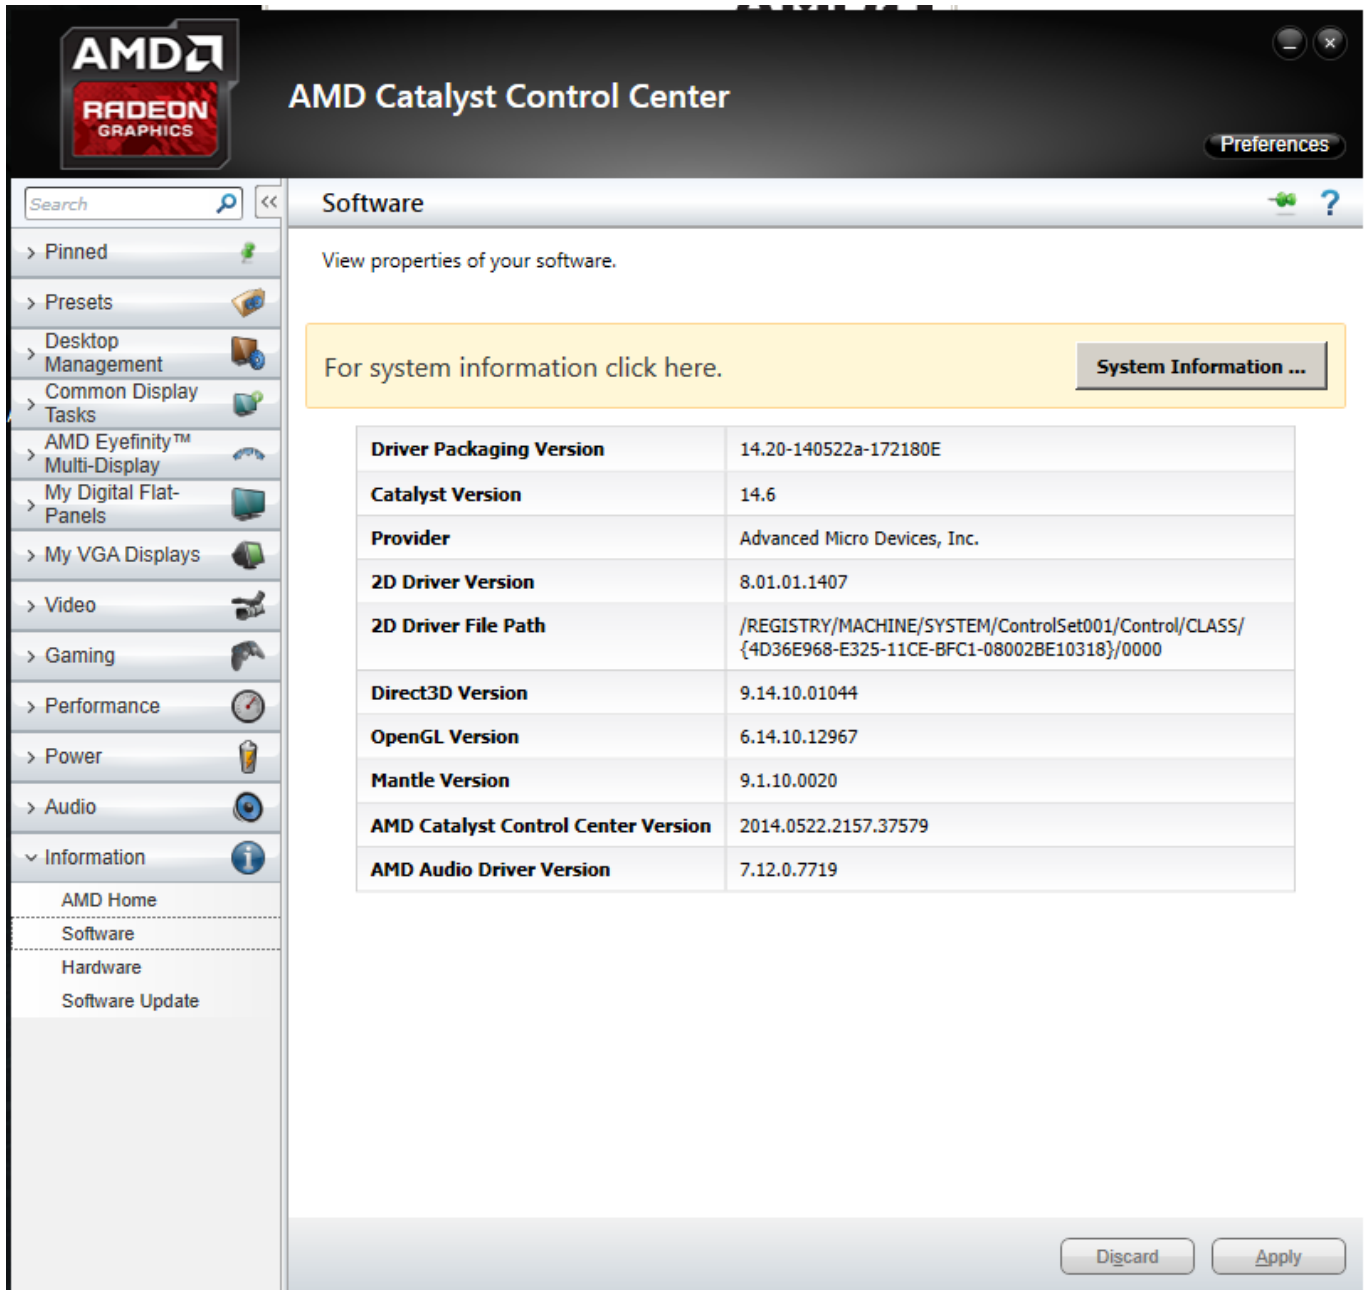 AMD
RADEON
GRAPHICS
AMD Catalyst Control Center
Preferences
Search
<<
Software
?
Pinned
View properties of your software.
Presets
Desktop
Management
Common Display
Tasks
AMD Eyefinity™
Multi-Display
My Digital Flat-
Panels
My VGA Displays
Video
Gaming
Performance
Power
Audio
Information
AMD Home
Software
Hardware
Software Update
For system information click here.
System Information ...
Driver Packaging Version 14.20-140522a-172180E
Catalyst Version 14.6
Provider Advanced Micro Devices, Inc.
2D Driver Version 8.01.01.1407
2D Driver File Path /REGISTRY/MACHINE/SYSTEM/ControlSet001/Control/CLASS/
{4D36E968-E325-11CE-BFC1-08002BE10318}/0000
Direct3D Version 9.14.10.01044
OpenGL Version 6.14.10.12967
Mantle Version 9.1.10.0020
AMD Catalyst Control Center Version 2014.0522.2157.37579
AMD Audio Driver Version 7.12.0.7719
Discard
Apply